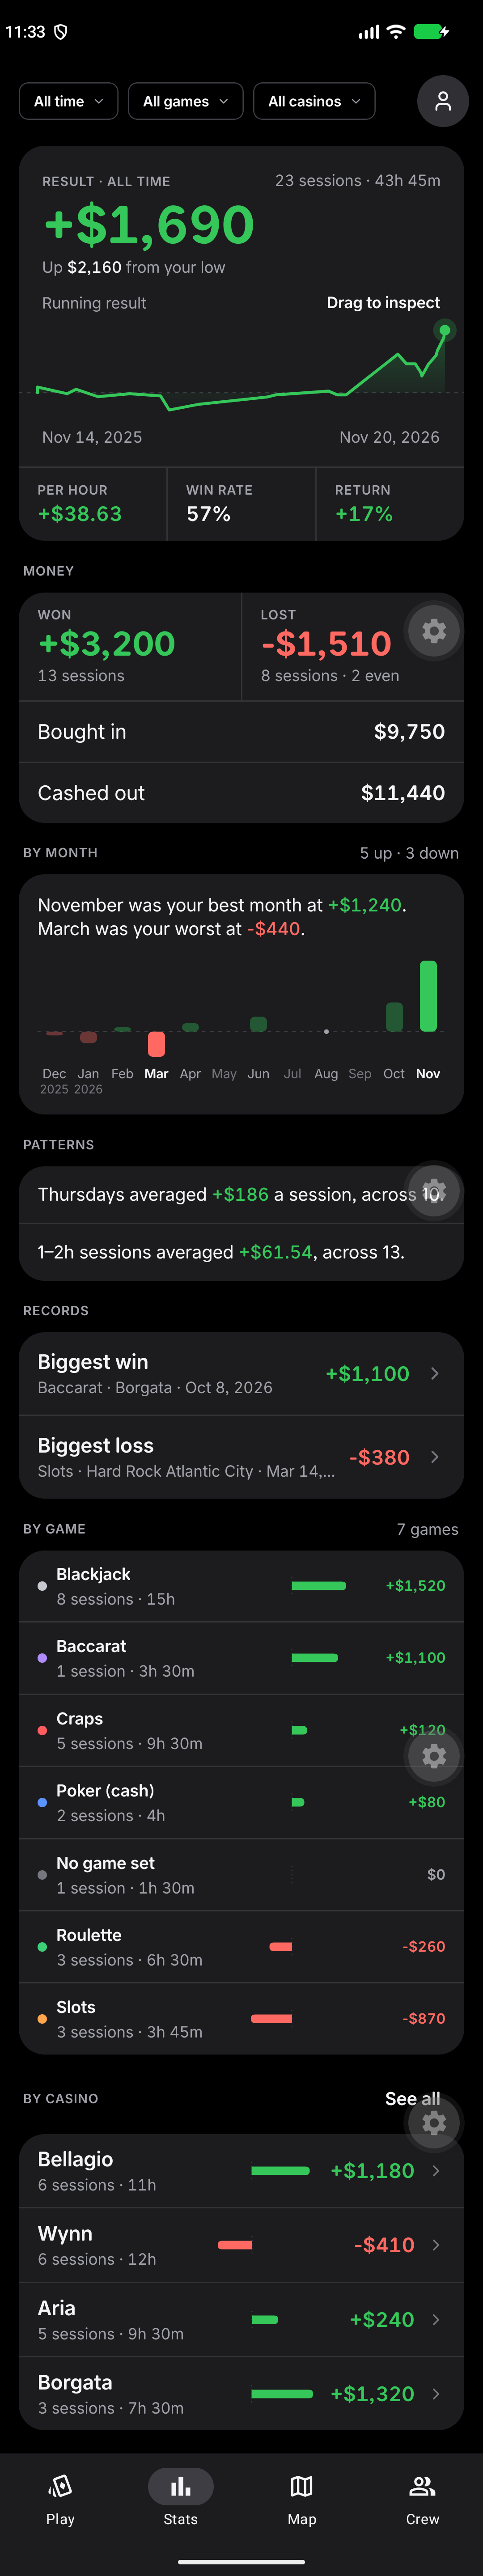 11:33
All time
All games
All casinos
RESULT · ALL TIME
23 sessions · 43h 45m
+$1,690
Up $2,160 from your low
Running result
Drag to inspect
Nov 14, 2025
Nov 20, 2026
PER HOUR
+$38.63
WIN RATE
57%
RETURN
+17%
MONEY
WON
+$3,200
13 sessions
LOST
-$1,510
8 sessions · 2 even
Bought in
$9,750
Cashed out
$11,440
BY MONTH
5 up · 3 down
November was your best month at +$1,240.
March was your worst at -$440.
Dec Jan Feb Mar Apr May Jun Jul Aug Sep Oct Nov
2025 2026
PATTERNS
Thursdays averaged +$186 a session, across 10.
1–2h sessions averaged +$61.54, across 13.
RECORDS
Biggest win
Baccarat · Borgata · Oct 8, 2026
+$1,100
Biggest loss
Slots · Hard Rock Atlantic City · Mar 14,...
-$380
BY GAME
7 games
Blackjack
8 sessions · 15h
+$1,520
Baccarat
1 session · 3h 30m
+$1,100
Craps
5 sessions · 9h 30m
+$120
Poker (cash)
2 sessions · 4h
+$80
No game set
1 session · 1h 30m
$0
Roulette
3 sessions · 6h 30m
-$260
Slots
3 sessions · 3h 45m
-$870
BY CASINO
See all
Bellagio
6 sessions · 11h
+$1,180
Wynn
6 sessions · 12h
-$410
Aria
5 sessions · 9h 30m
+$240
Borgata
3 sessions · 7h 30m
+$1,320
Play
Stats
Map
Crew